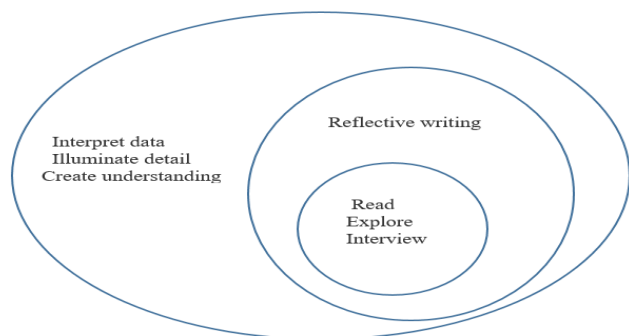 Reflective writing
Interpret data
Illuminate detail
Create understanding
Read
Explore
Interview